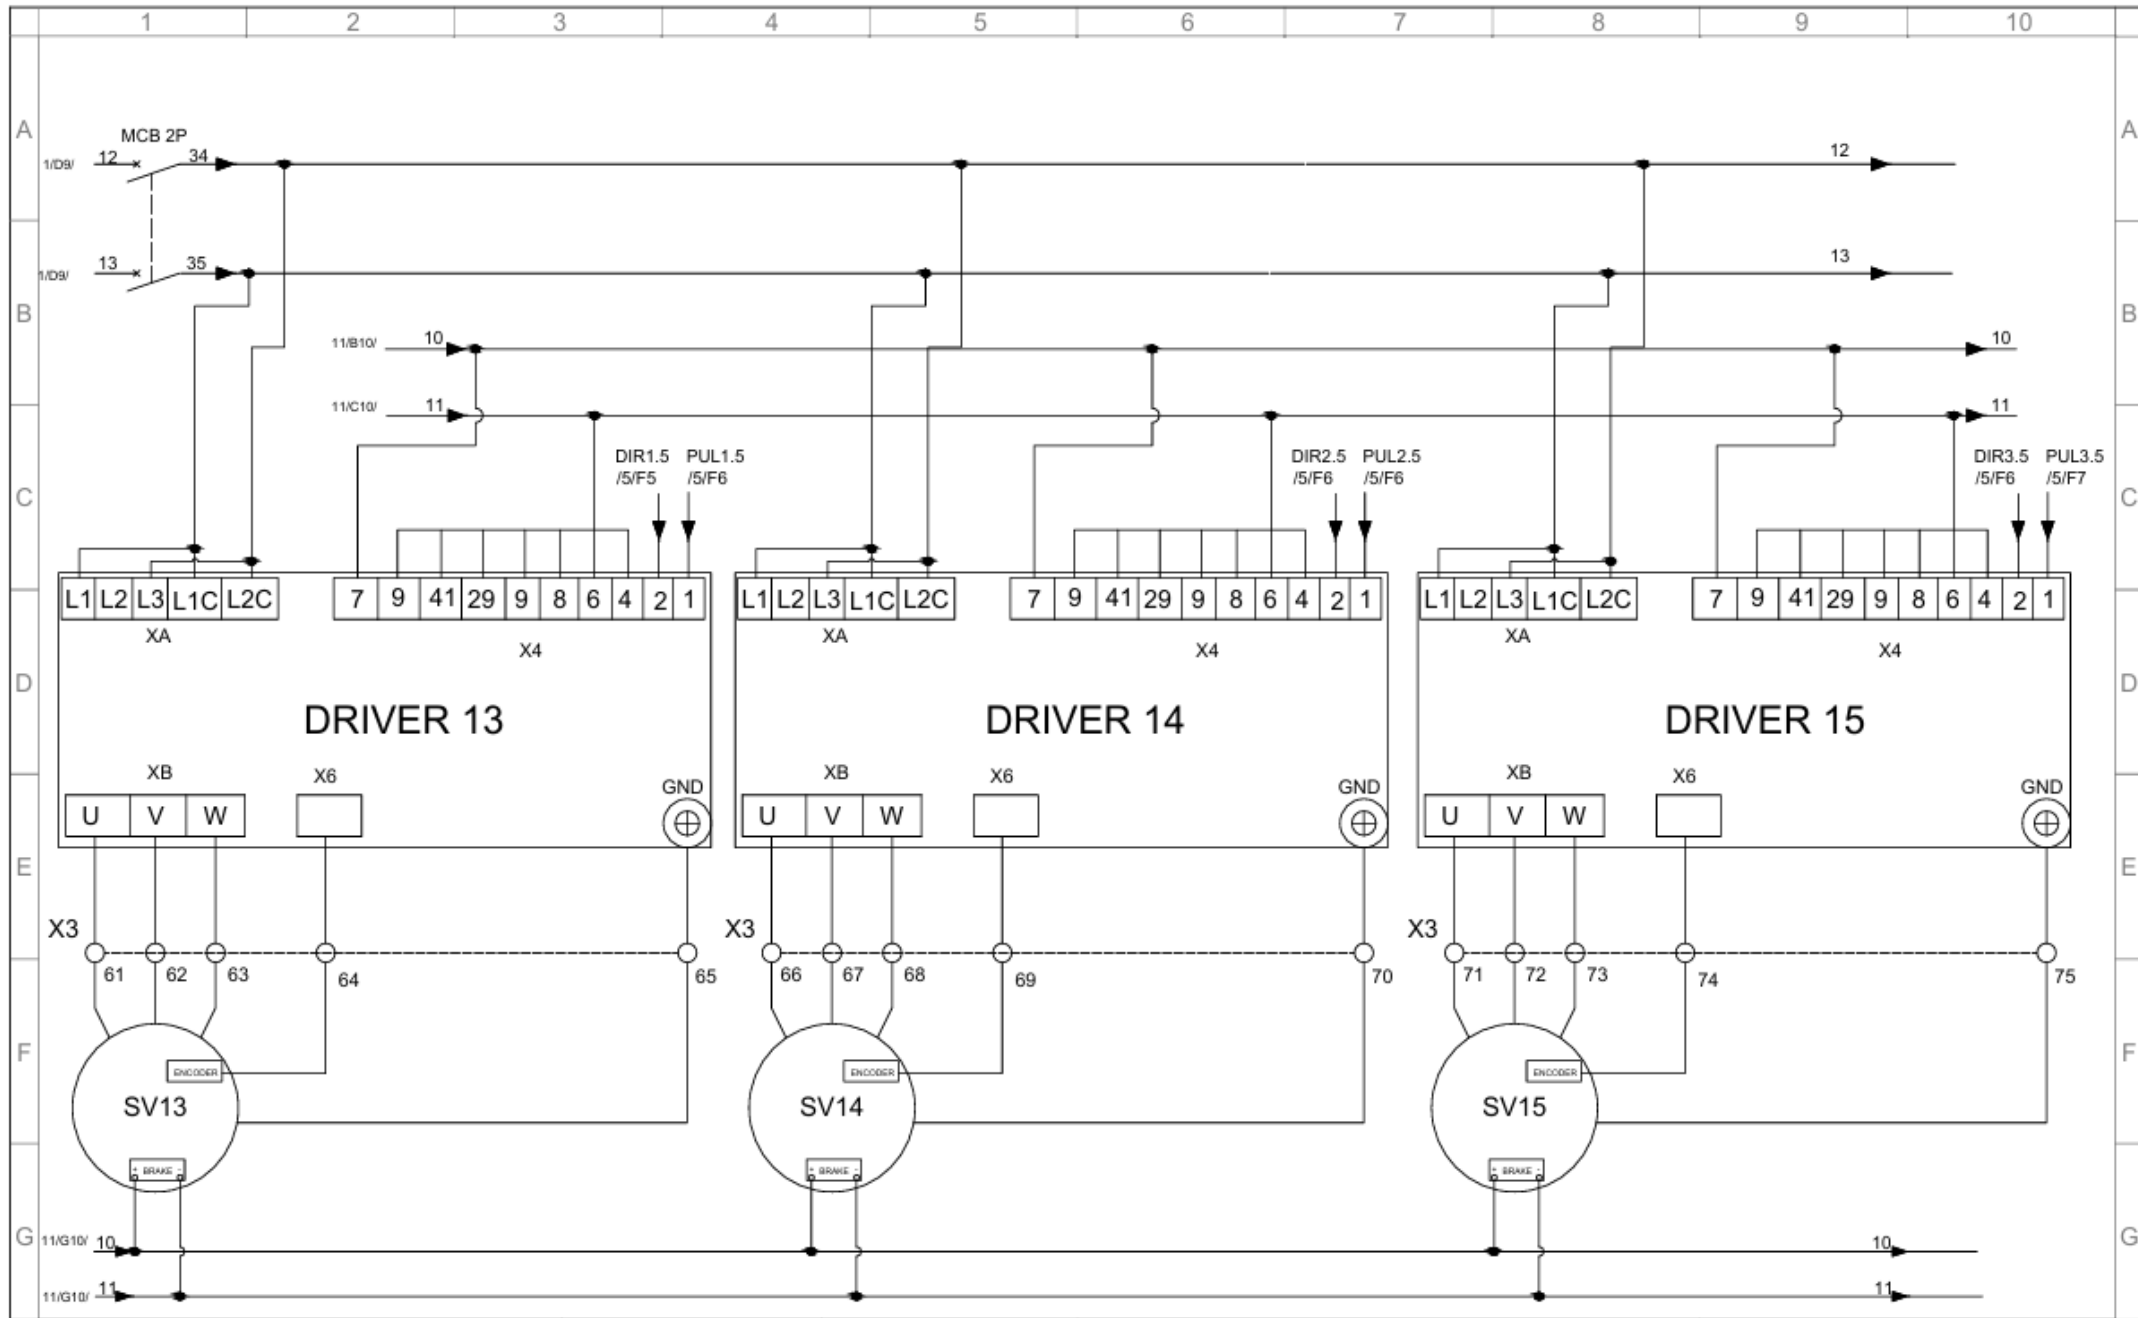 1 2 3 4 5 6 7 8 9 10
A A
MCB 2P
1/D9/ 12 34 12
1/D9/ 13 35 13
B B
11/B10/ 10 10
11/C10/ 11 11
DIR1.5 PUL1.5 DIR2.5 PUL2.5 DIR3.5 PUL3.5
/5/F5 /5/F6 /5/F6 /5/F6 /5/F6 /5/F7
C C
L1 L2 L3 L1C L2C 7 9 41 29 9 8 6 4 2 1 L1 L2 L3 L1C L2C 7 9 41 29 9 8 6 4 2 1 L1 L2 L3 L1C L2C 7 9 41 29 9 8 6 4 2 1
XA X4 XA X4 XA X4
D D
DRIVER 13 DRIVER 14 DRIVER 15
XB X6 GND XB X6 GND XB X6 GND
U V W U V W U V W
E E
X3 X3 X3
61 62 63 64 65 66 67 68 69 70 71 72 73 74 75
F F
ENCODER ENCODER ENCODER
SV13 SV14 SV15
+ BRAKE - + BRAKE - + BRAKE -
G G
11/G10/ 10 10
11/G10/ 11 11